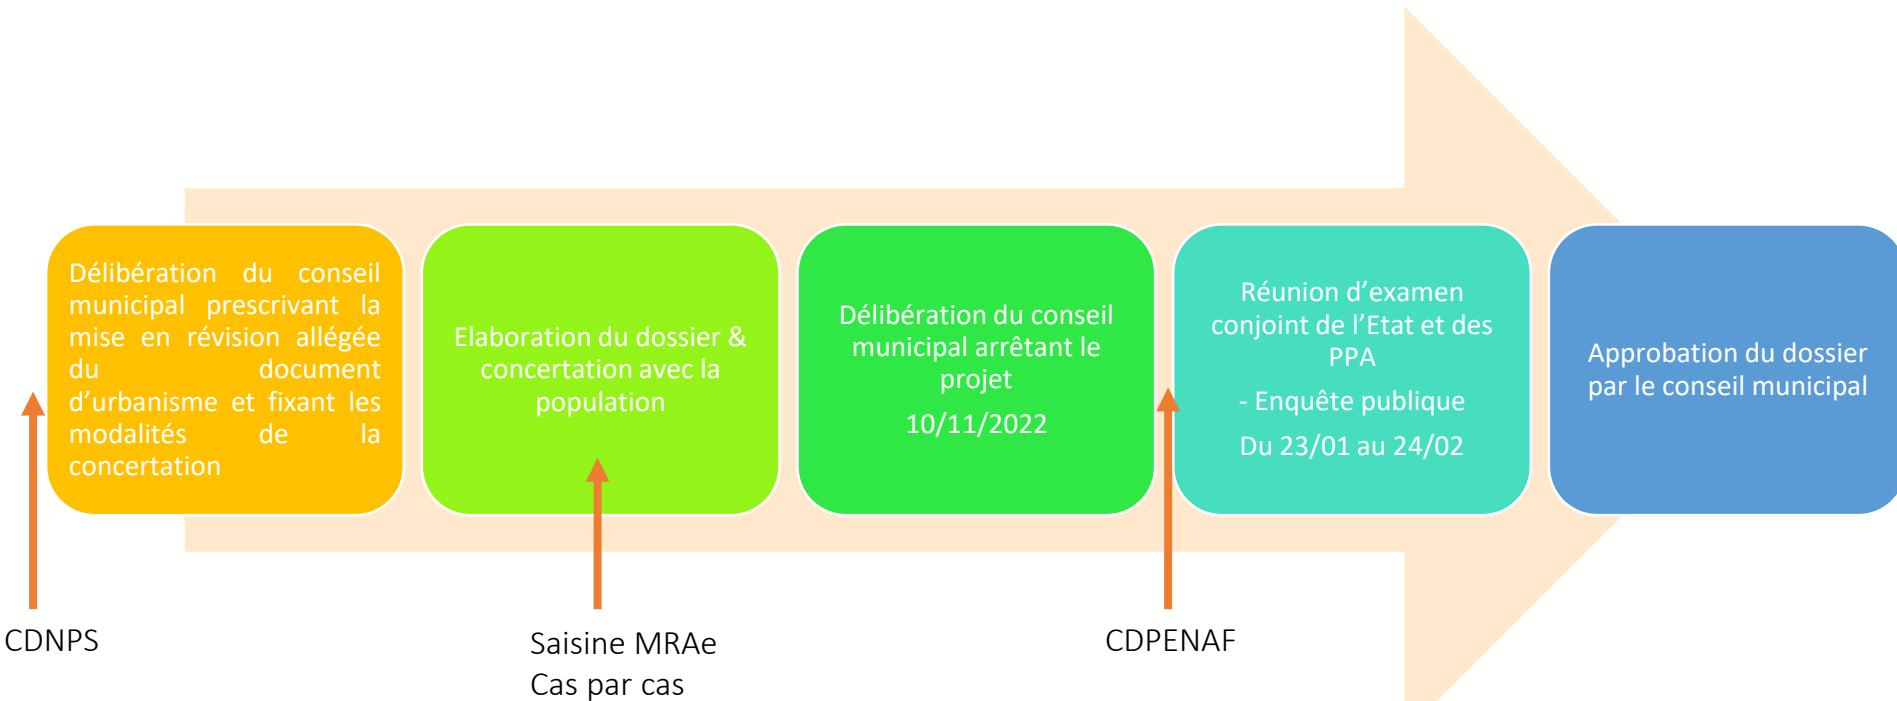 Délibération du conseil
municipal prescrivant la
mise en révision allégée
du document
d’urbanisme et fixant les
modalités de la
concertation
Elaboration du dossier &
concertation avec la
population
Délibération du conseil
municipal arrêtant le
projet
10/11/2022
Réunion d’examen
conjoint de l’Etat et des
PPA
- Enquête publique
Du 23/01 au 24/02
Approbation du dossier
par le conseil municipal
CDNPS
Saisine MRAe
Cas par cas
CDPENAF